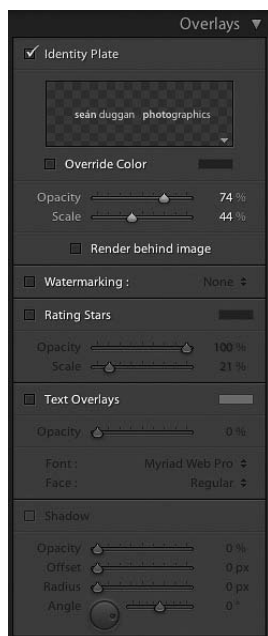 Overlays
Identity Plate
seán duggan photographics
Override Color
Opacity 74 %
Scale 44 %
Render behind image
Watermarking : None
Rating Stars
Opacity 100 %
Scale 21 %
Text Overlays
Opacity 0 %
Font : Myriad Web Pro
Face : Regular
Shadow
Opacity 0 %
Offset 0 px
Radius 0 px
Angle 0 °